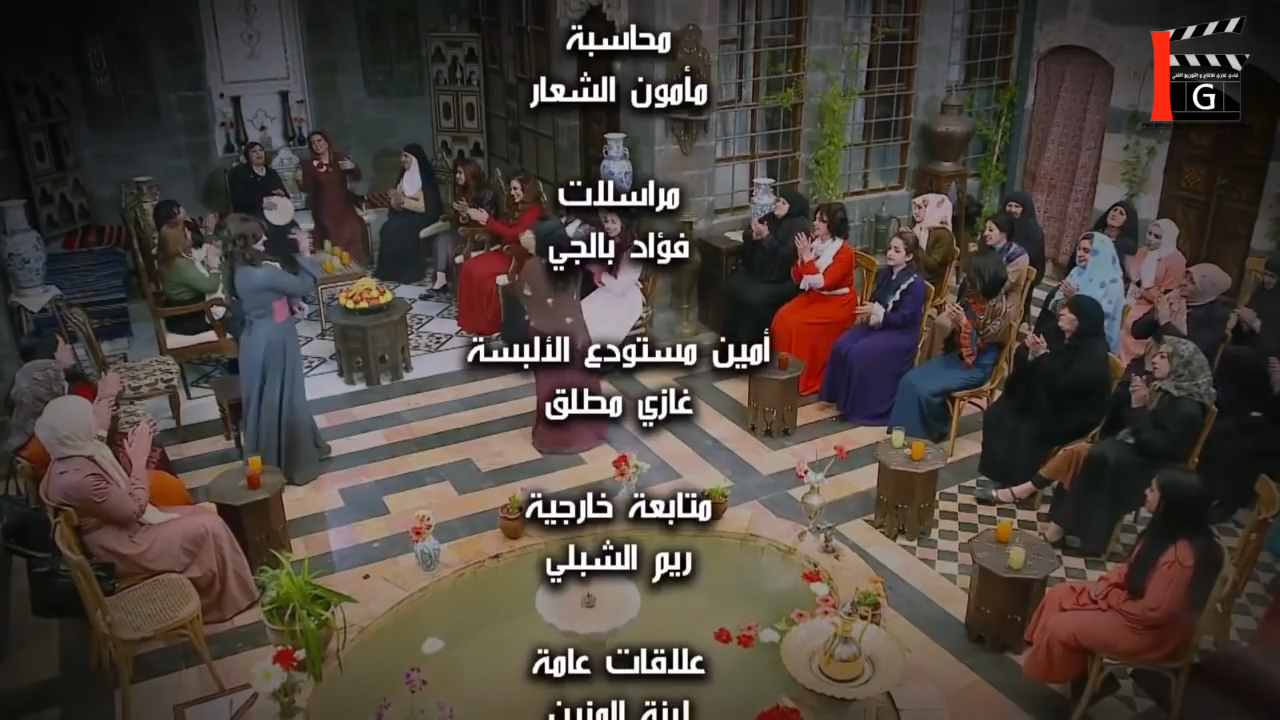 محاسبة
مأمون الشعار
مراسلات
فؤاد بالجي
أمين مستودع الألبسة
غازي مطلق
متابعة خارجية
ريم الشبلي
علاقات عامة
G